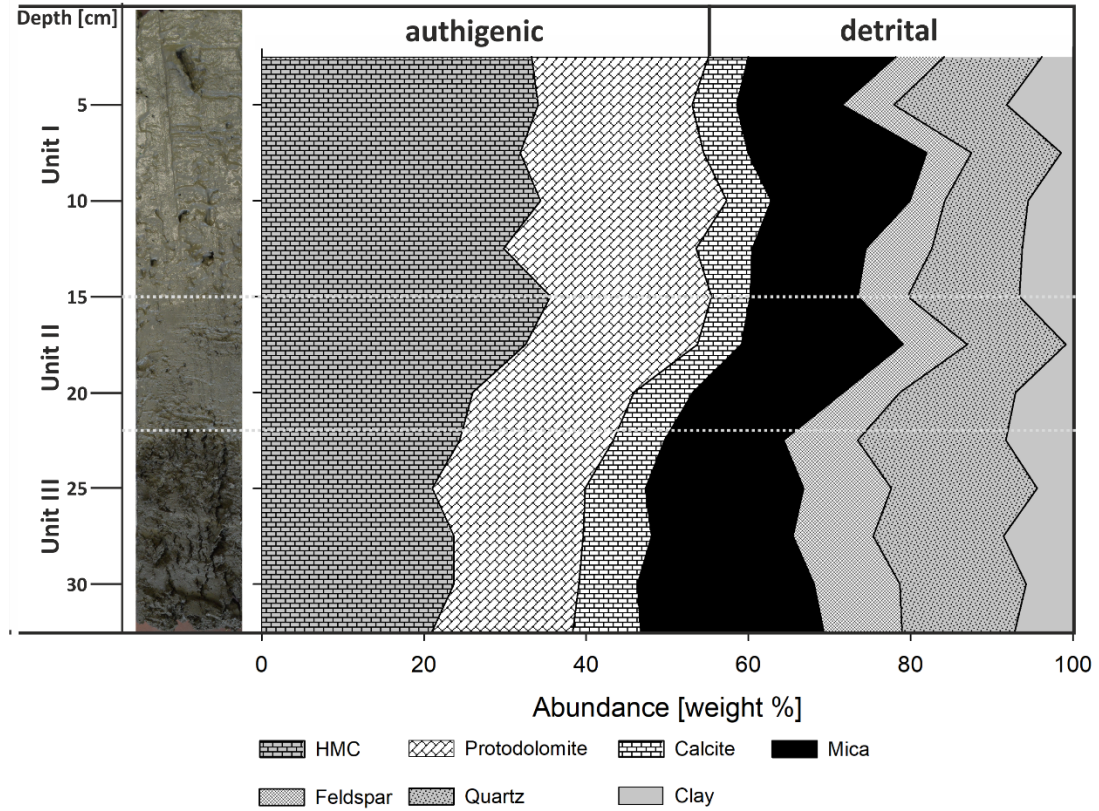 Depth [cm]
authigenic
detrital
Unit I
Unit II
Unit III
5
10
15
20
25
30
0 20 40 60 80 100
Abundance [weight %]
HMC Protodolomite Calcite Mica
Feldspar Quartz Clay